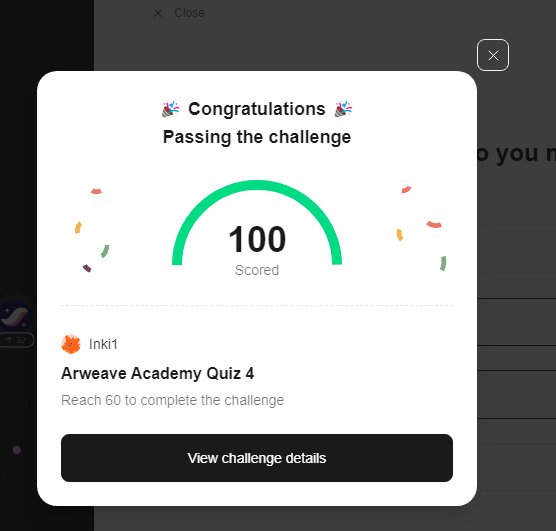 Close
Congratulations
Passing the challenge
o you n
100
Scored
32
Inki1
Arweave Academy Quiz 4
Reach 60 to complete the challenge
View challenge details